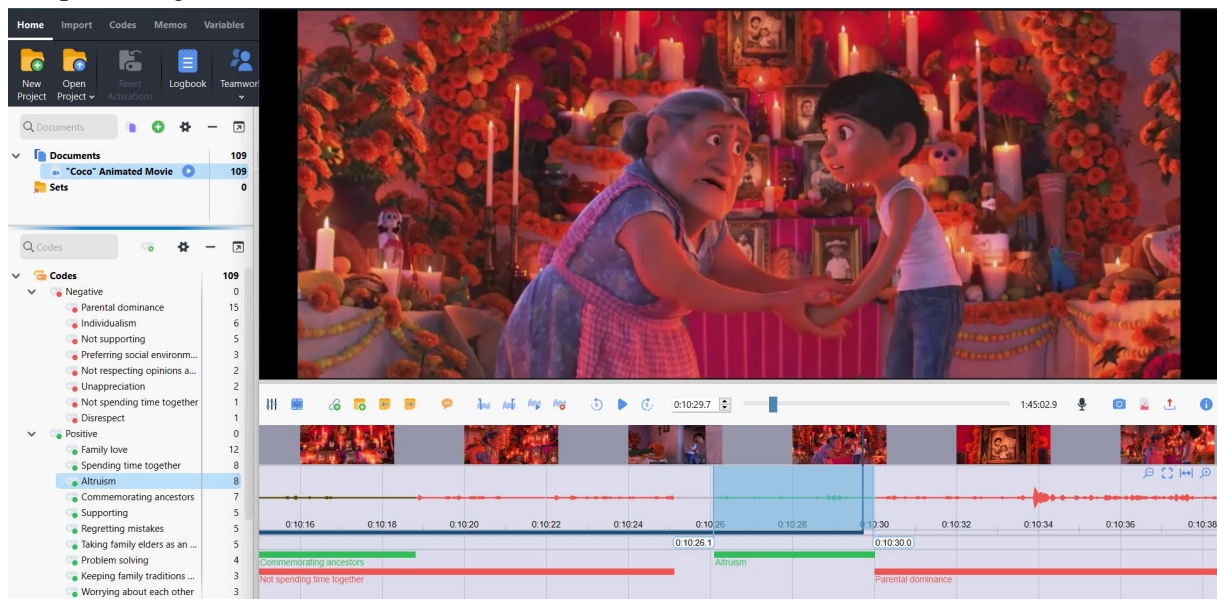 Home Import Codes Memos Variables
New Project
Open Project
Reset Activations
Logbook
Teamwor
Documents
Documents 109
"Coco" Animated Movie 109
Sets 0
Codes
Codes 109
Negative 0
Parental dominance 15
Individualism 6
Not supporting 5
Preferring social environm... 3
Not respecting opinions a... 2
Unappreciation 2
Not spending time together 1
Disrespect 1
Positive 0
Family love 12
Spending time together 8
Altruism 8
Commemorating ancestors 7
Supporting 5
Regretting mistakes 5
Taking family elders as an ... 5
Problem solving 4
Keeping family traditions ... 3
Worrying about each other 3
0:10:29.7 1:45:02.9
0:10:16 0:10:18 0:10:20 0:10:22 0:10:24 0:10:26 0:10:28 0:10:30 0:10:32 0:10:34 0:10:36 0:10:38
0:10:26.1 0:10:30.0
Commemorating ancestors Altruism
Not spending time together Parental dominance